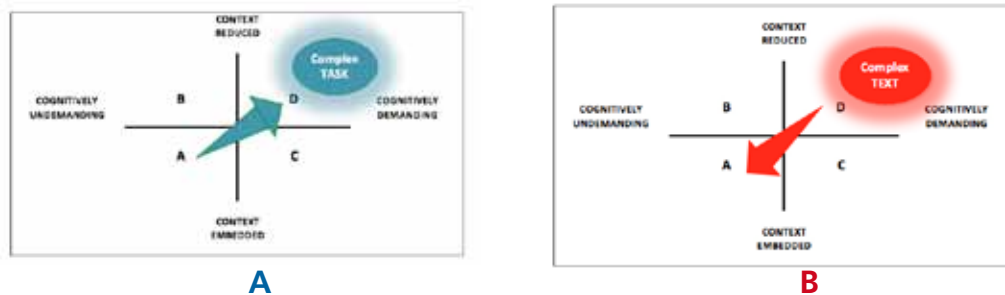 CONTEXT
REDUCED
Complex
TASK
B
D
COGNITIVELY
UNDEMANDING
COGNITIVELY
DEMANDING
A
C
CONTEXT
EMBEDDED
A
CONTEXT
REDUCED
Complex
TEXT
B
D
COGNITIVELY
UNDEMANDING
COGNITIVELY
DEMANDING
A
C
CONTEXT
EMBEDDED
B